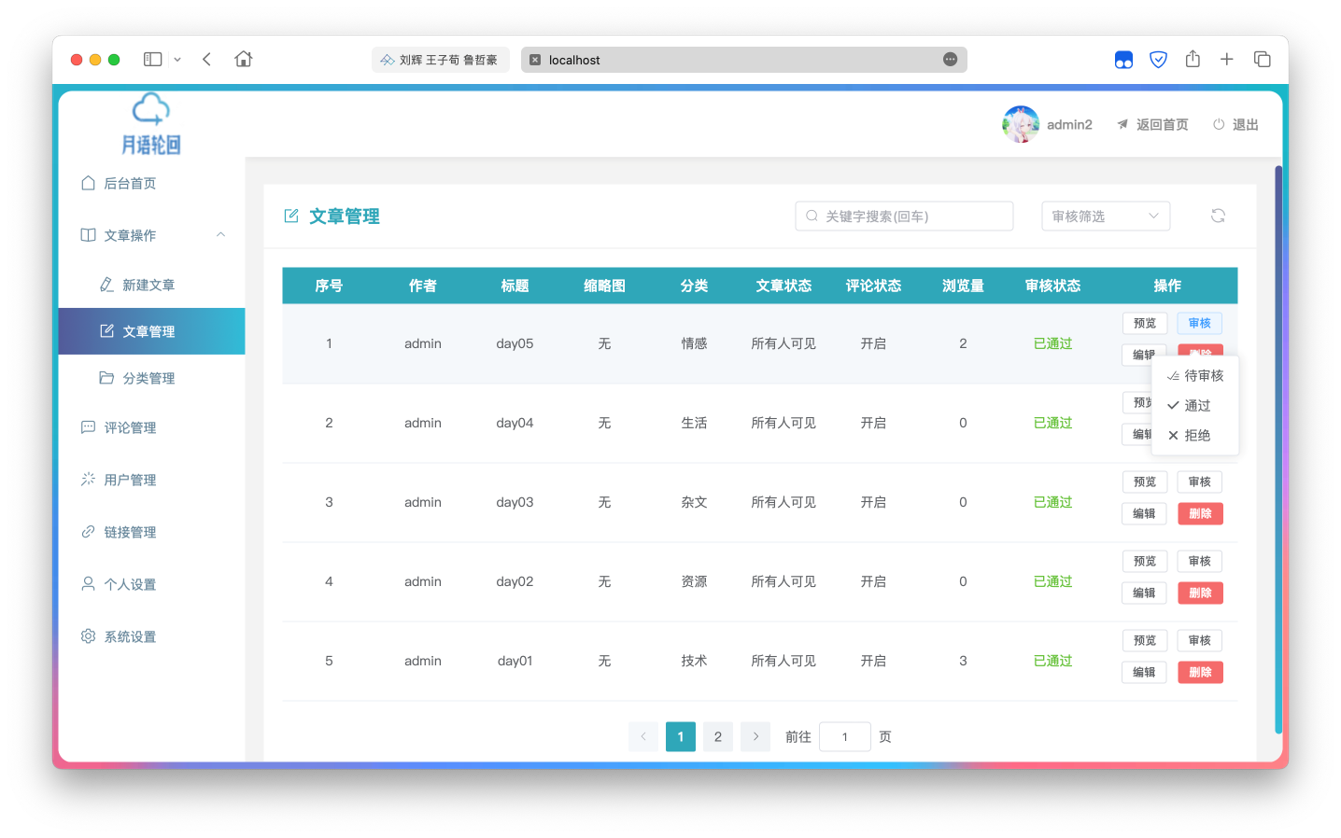 刘辉 王子荀 鲁哲豪
localhost
月语轮回
admin2
返回首页
退出
后台首页
文章操作
新建文章
文章管理
分类管理
评论管理
用户管理
链接管理
个人设置
系统设置
文章管理
关键字搜索(回车)
审核筛选
序号 作者 标题 缩略图 分类 文章状态 评论状态 浏览量 审核状态 操作
1 admin day05 无 情感 所有人可见 开启 2 已通过
预览 审核
编辑 删除
待审核
通过
拒绝
2 admin day04 无 生活 所有人可见 开启 0 已通过
预览
编辑
3 admin day03 无 杂文 所有人可见 开启 0 已通过
预览 审核
编辑 删除
4 admin day02 无 资源 所有人可见 开启 0 已通过
预览 审核
编辑 删除
5 admin day01 无 技术 所有人可见 开启 3 已通过
预览 审核
编辑 删除
1 2 前往 1 页